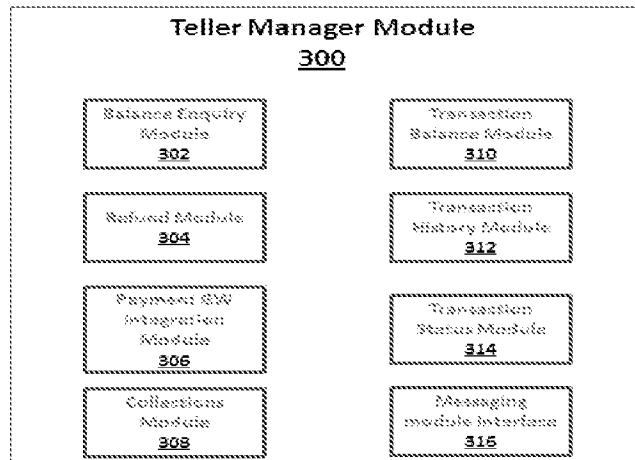 Teller Manager Module
300
Balance Enquiry
Module
302
Refund Module
304
Payment GW
Integration
Module
306
Collections
Module
308
Transaction
Balance Module
310
Transaction
History Module
312
Transaction
Status Module
314
Messaging
module Interface
316